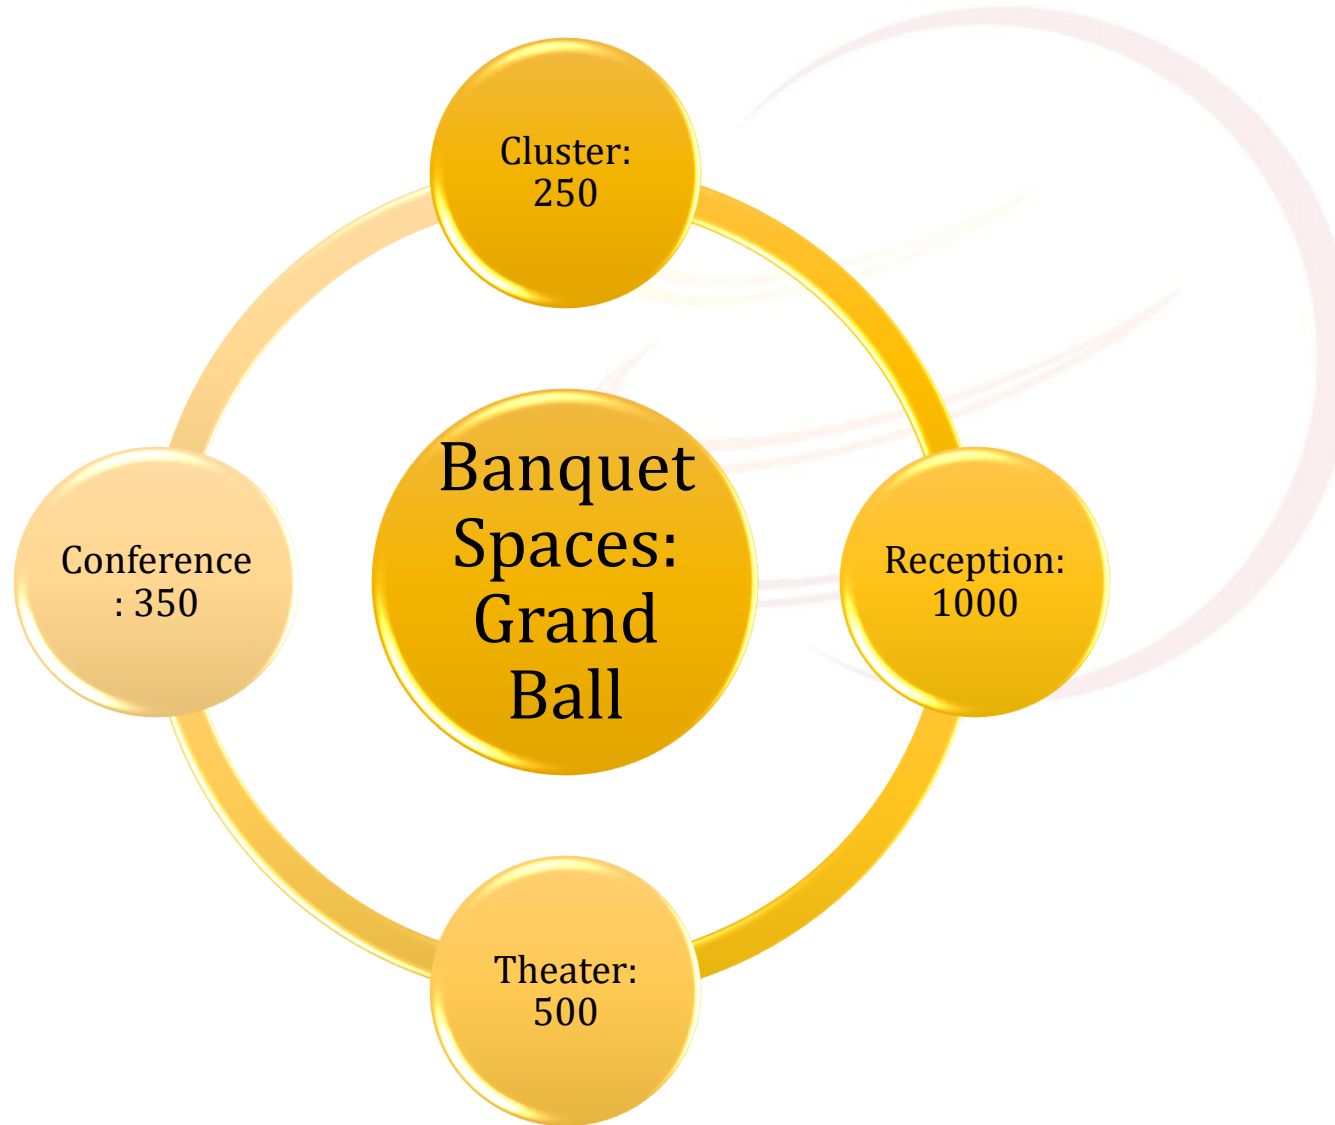 Cluster:
250
Banquet
Spaces:
Grand
Ball
Conference
: 350
Reception:
1000
Theater:
500